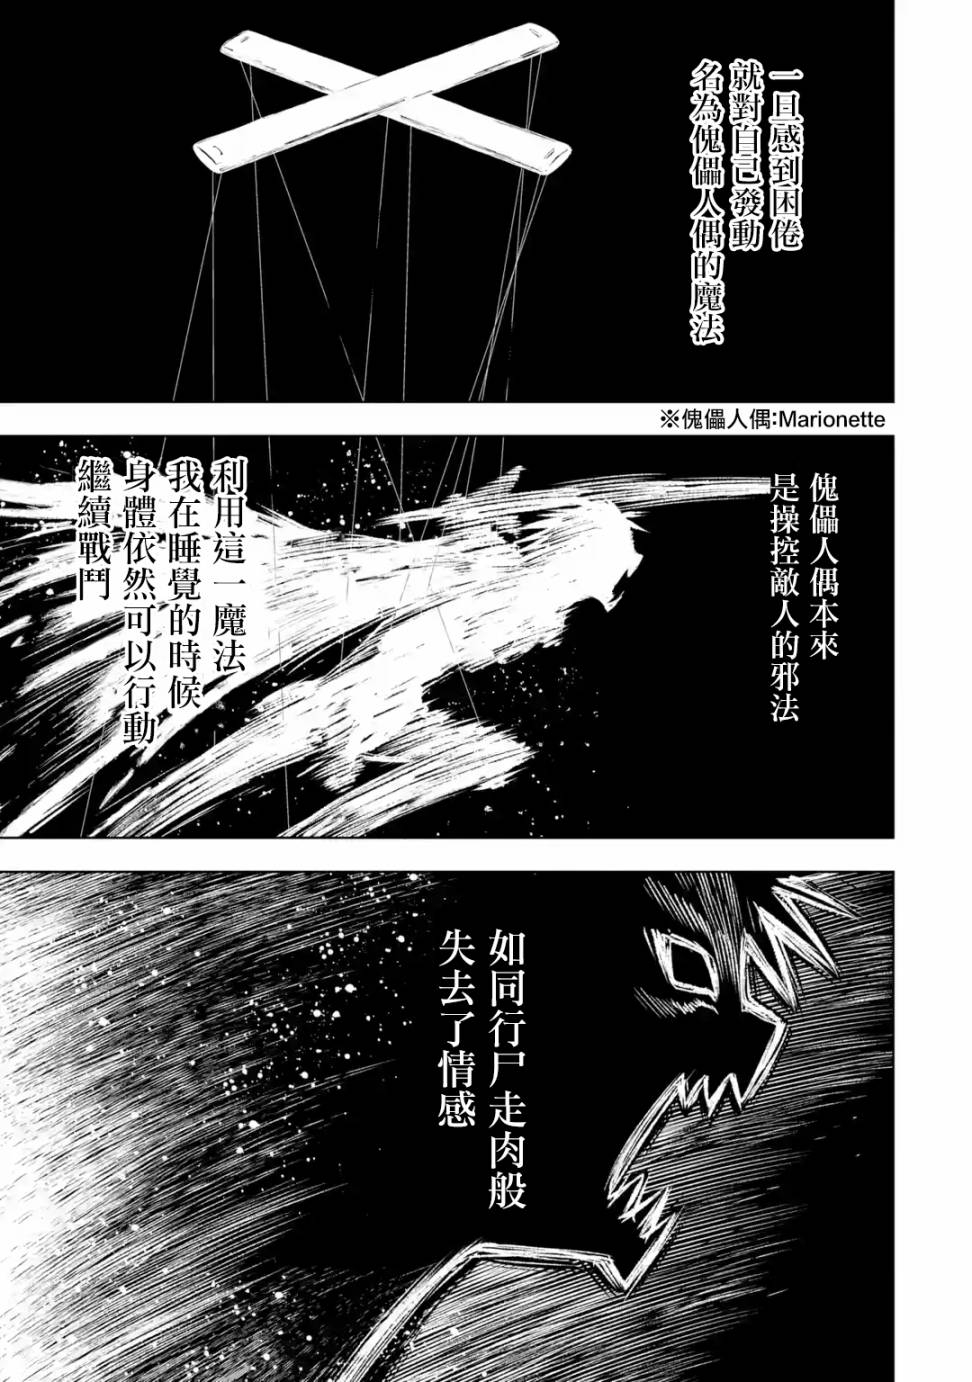 一旦感到困倦
就對自己發動
名為傀儡人偶的魔法
※傀儡人偶:Marionette
傀儡人偶本來
是操控敵人的邪法
利用這一魔法
我在睡覺的時候
身體依然可以行動
繼續戰鬥
如同行尸走肉般
失去了情感